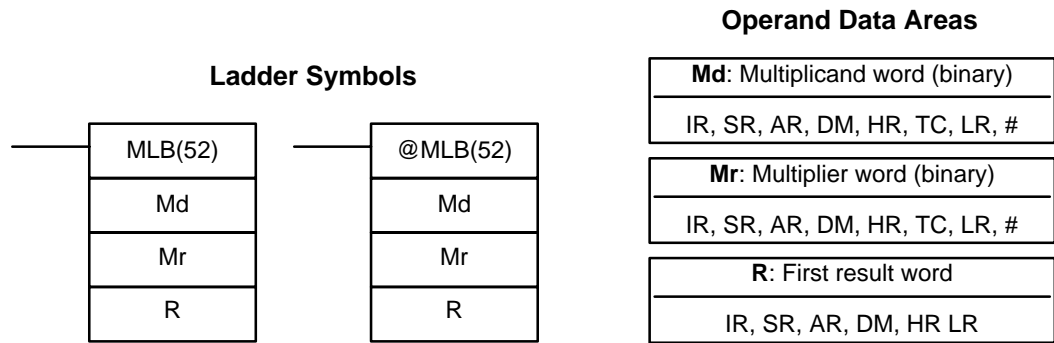 Ladder Symbols
MLB(52)
Md
Mr
R
@MLB(52)
Md
Mr
R
Operand Data Areas
Md: Multiplicand word (binary)
IR, SR, AR, DM, HR, TC, LR, #
Mr: Multiplier word (binary)
IR, SR, AR, DM, HR, TC, LR, #
R: First result word
IR, SR, AR, DM, HR LR